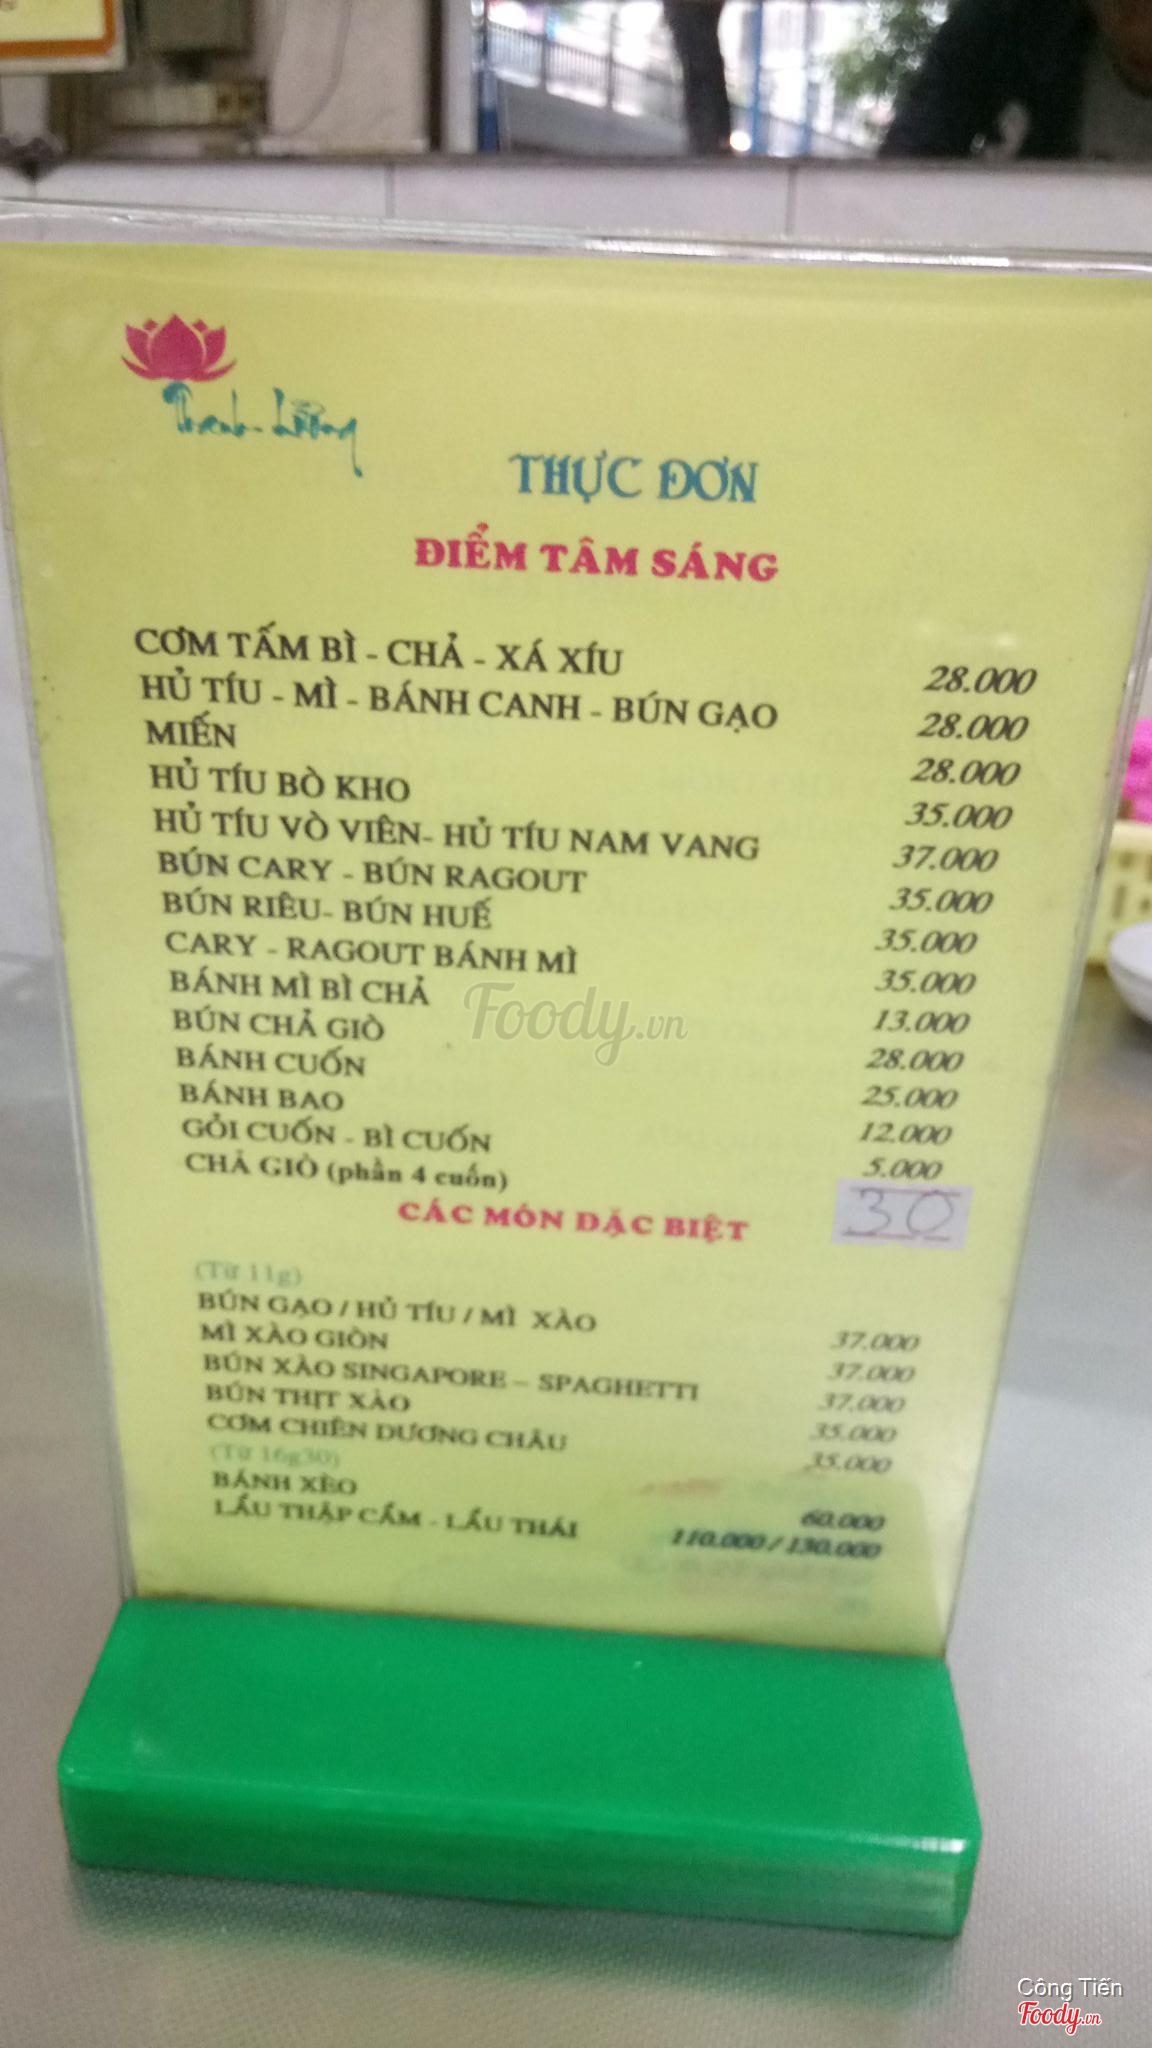 Thanh Lương
THỰC ĐƠN
ĐIỂM TÂM SÁNG
CƠM TẤM BÌ - CHẢ - XÁ XÍU 28.000
HỦ TÍU - MÌ - BÁNH CANH - BÚN GẠO 28.000
MIẾN 28.000
HỦ TÍU BÒ KHO 35.000
HỦ TÍU VÒ VIÊN- HỦ TÍU NAM VANG 37.000
BÚN CARY - BÚN RAGOUT 35.000
BÚN RIÊU- BÚN HUẾ 35.000
CARY - RAGOUT BÁNH MÌ 35.000
BÁNH MÌ BÌ CHẢ 13.000
BÚN CHẢ GIÒ 28.000
BÁNH CUỐN 25.000
BÁNH BAO 12.000
GỎI CUỐN - BÌ CUỐN 5.000
CHẢ GIÒ (phần 4 cuốn) 30
CÁC MÓN ĐẶC BIỆT
(Từ 11g)
BÚN GẠO / HỦ TÍU / MÌ XÀO 37.000
MÌ XÀO GIÒN 37.000
BÚN XÀO SINGAPORE – SPAGHETTI 37.000
BÚN THỊT XÀO 35.000
CƠM CHIÊN DƯƠNG CHÂU 35.000
(Từ 16g30)
BÁNH XÈO 60.000
LẨU THẬP CẨM - LẨU THÁI 110.000 / 130.000
Foody.vn
Công Tiến
Foody.vn